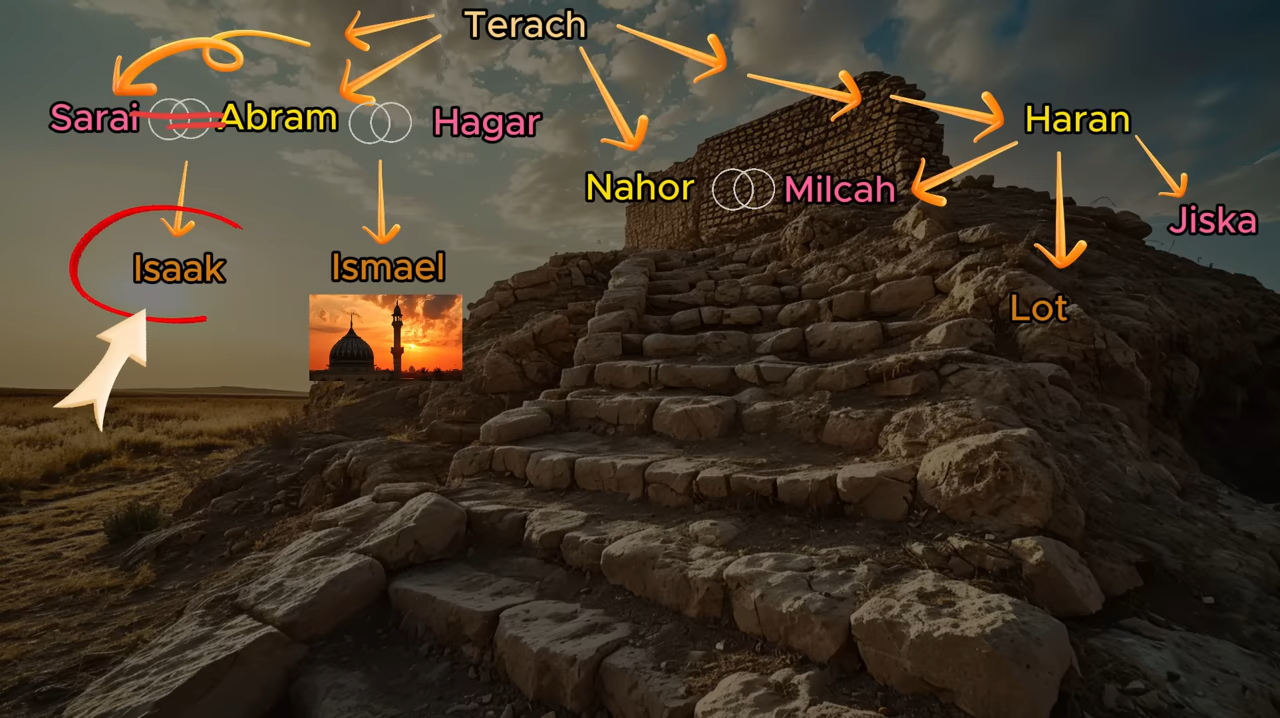 Terach
Sarai Abram Hagar Haran
Nahor Milcah
Jiska
Isaak Ismael
Lot